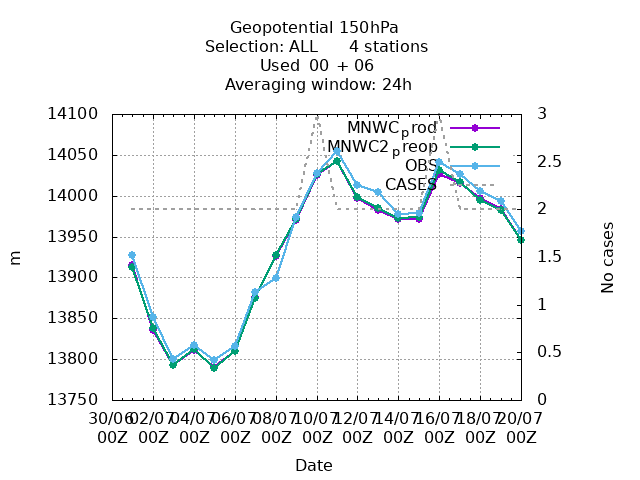 Geopotential 150hPa
Selection: ALL 4 stations
Used 00 + 06
Averaging window: 24h
14100
14050
14000
13950
13900
13850
13800
13750
m
3
2.5
2
1.5
1
0.5
0
No cases
MNWC_prod
MNWC2_preop
OBS
CASES
30/06 02/07 04/07 06/07 08/07 10/07 12/07 14/07 16/07 18/07 20/07
00Z 00Z 00Z 00Z 00Z 00Z 00Z 00Z 00Z 00Z 00Z
Date